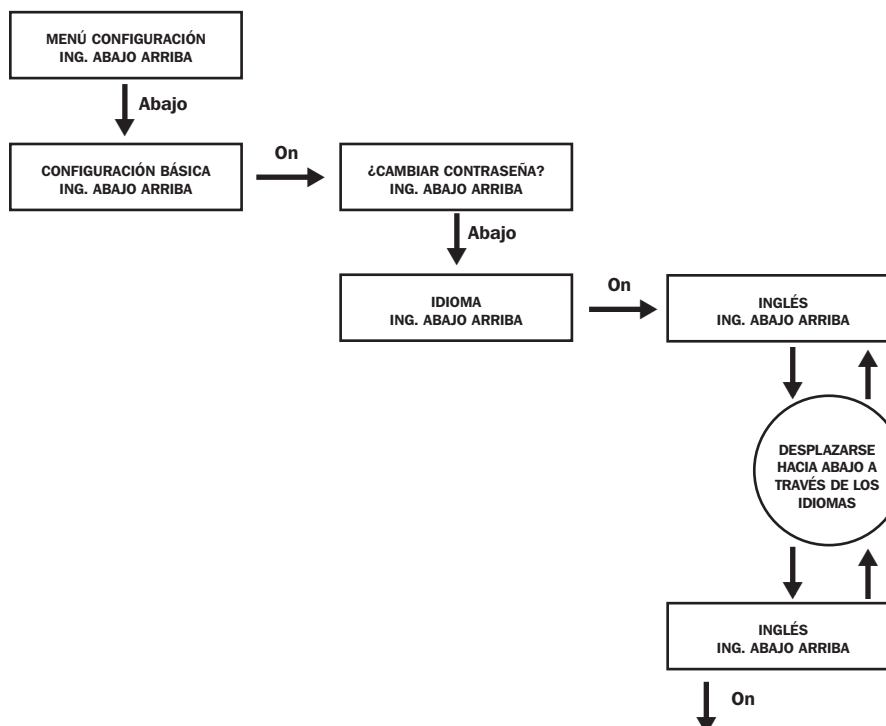 MENÚ CONFIGURACIÓN
ING. ABAJO ARRIBA
Abajo
CONFIGURACIÓN BÁSICA
ING. ABAJO ARRIBA
On
¿CAMBIAR CONTRASEÑA?
ING. ABAJO ARRIBA
Abajo
IDIOMA
ING. ABAJO ARRIBA
On
INGLÉS
ING. ABAJO ARRIBA
DESPLAZARSE
HACIA ABAJO A
TRAVÉS DE LOS
IDIOMAS
INGLÉS
ING. ABAJO ARRIBA
On